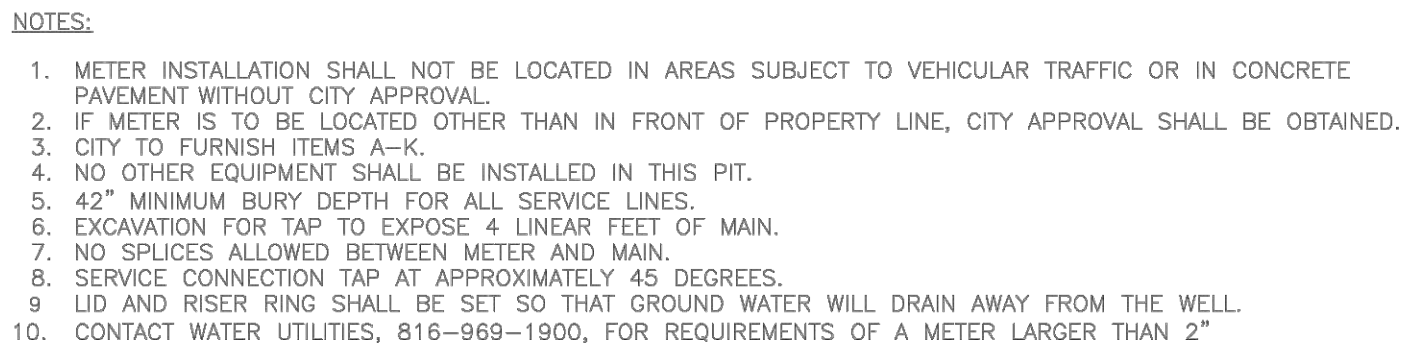 NOTES:
1. METER INSTALLATION SHALL NOT BE LOCATED IN AREAS SUBJECT TO VEHICULAR TRAFFIC OR IN CONCRETE
PAVEMENT WITHOUT CITY APPROVAL.
2. IF METER IS TO BE LOCATED OTHER THAN IN FRONT OF PROPERTY LINE, CITY APPROVAL SHALL BE OBTAINED.
3. CITY TO FURNISH ITEMS A–K.
4. NO OTHER EQUIPMENT SHALL BE INSTALLED IN THIS PIT.
5. 42” MINIMUM BURY DEPTH FOR ALL SERVICE LINES.
6. EXCAVATION FOR TAP TO EXPOSE 4 LINEAR FEET OF MAIN.
7. NO SPLICES ALLOWED BETWEEN METER AND MAIN.
8. SERVICE CONNECTION TAP AT APPROXIMATELY 45 DEGREES.
9 LID AND RISER RING SHALL BE SET SO THAT GROUND WATER WILL DRAIN AWAY FROM THE WELL.
10. CONTACT WATER UTILITIES, 816–969–1900, FOR REQUIREMENTS OF A METER LARGER THAN 2”